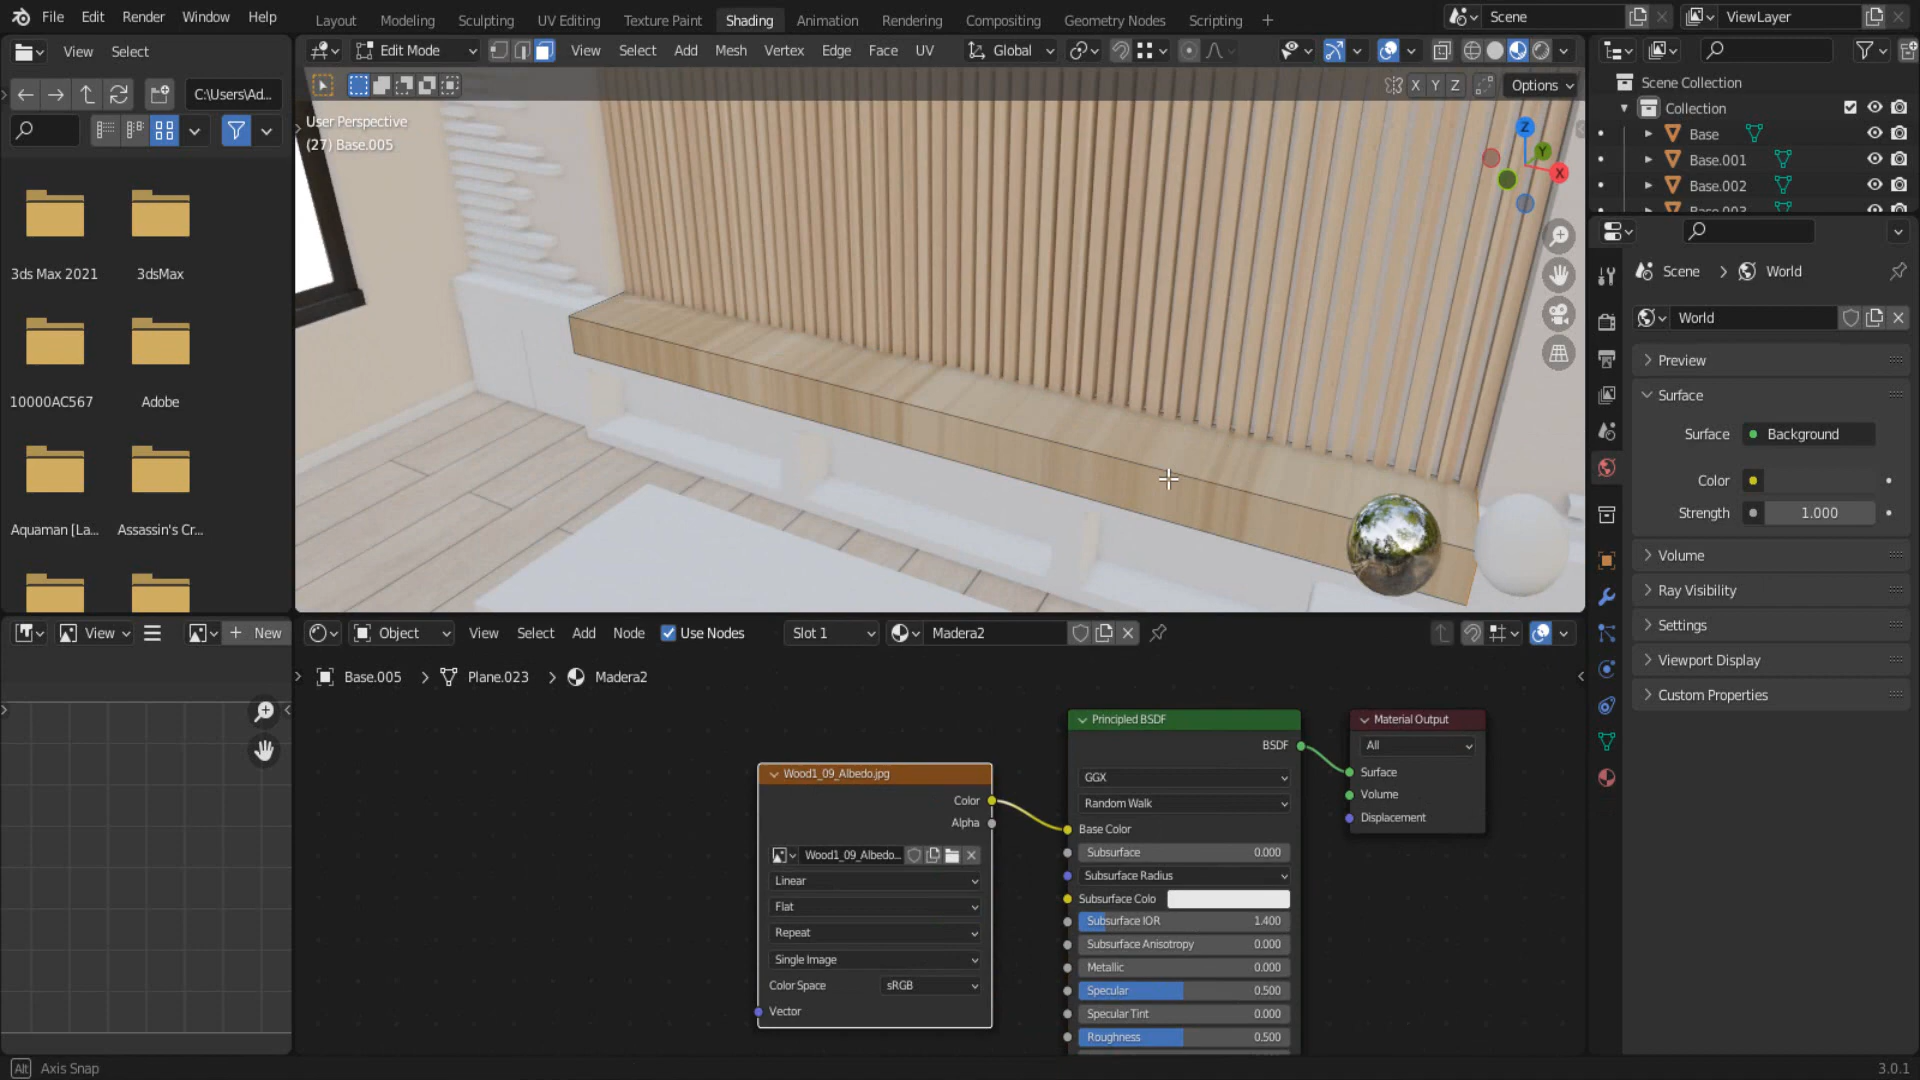 File Edit Render Window Help
Layout Modeling Sculpting UV Editing Texture Paint Shading Animation Rendering Compositing Geometry Nodes Scripting +
Scene
ViewLayer
View Select
C:\Users\Ad...
3ds Max 2021
3dsMax
10000AC567
Adobe
Aquaman [La...
Assassin's Cr...
Edit Mode View Select Add Mesh Vertex Edge Face UV Global
X Y Z Options
User Perspective
(27) Base.005
Z
Y
X
Scene Collection
Collection
Base
Base.001
Base.002
Base.003
Scene > World
World
Preview
Surface
Surface Background
Color
Strength 1.000
Volume
Ray Visibility
Settings
Viewport Display
Custom Properties
View
+ New
Object View Select Add Node Use Nodes Slot 1 Madera2
Base.005 > Plane.023 > Madera2
Wood1_09_Albedo.jpg
Color
Alpha
Wood1_09_Albedo...
Linear
Flat
Repeat
Single Image
Color Space sRGB
Vector
Principled BSDF
BSDF
GGX
Random Walk
Base Color
Subsurface 0.000
Subsurface Radius
Subsurface Colo
Subsurface IOR 1.400
Subsurface Anisotropy 0.000
Metallic 0.000
Specular 0.500
Specular Tint 0.000
Roughness 0.500
Material Output
All
Surface
Volume
Displacement
Alt Axis Snap
3.0.1